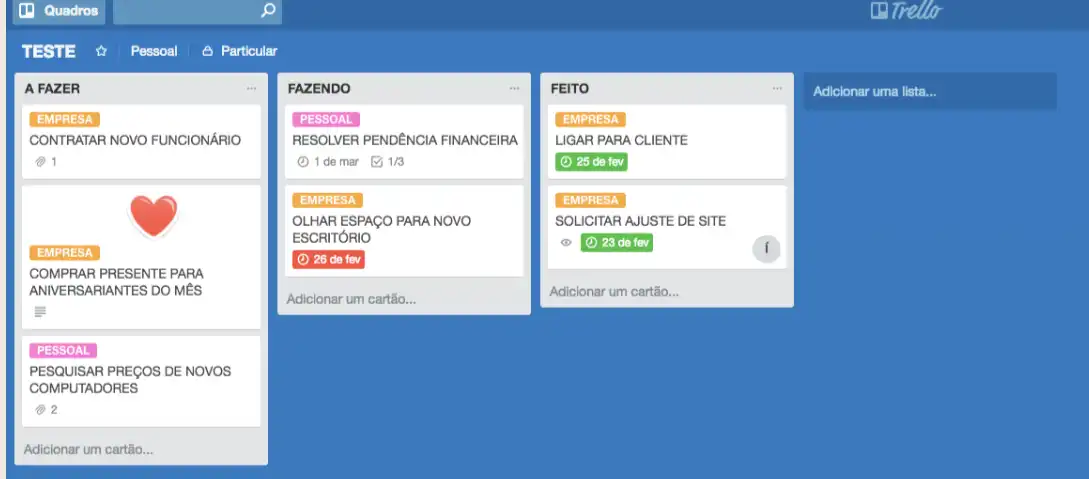 Quadros
Trello
TESTE Pessoal Particular
A FAZER ...
EMPRESA
CONTRATAR NOVO FUNCIONÁRIO
1
EMPRESA
COMPRAR PRESENTE PARA
ANIVERSARIANTES DO MÊS
PESSOAL
PESQUISAR PREÇOS DE NOVOS
COMPUTADORES
2
Adicionar um cartão...
FAZENDO ...
PESSOAL
RESOLVER PENDÊNCIA FINANCEIRA
1 de mar 1/3
EMPRESA
OLHAR ESPAÇO PARA NOVO
ESCRITÓRIO
26 de fev
Adicionar um cartão...
FEITO ...
EMPRESA
LIGAR PARA CLIENTE
25 de fev
EMPRESA
SOLICITAR AJUSTE DE SITE
23 de fev
Í
Adicionar um cartão...
Adicionar uma lista...